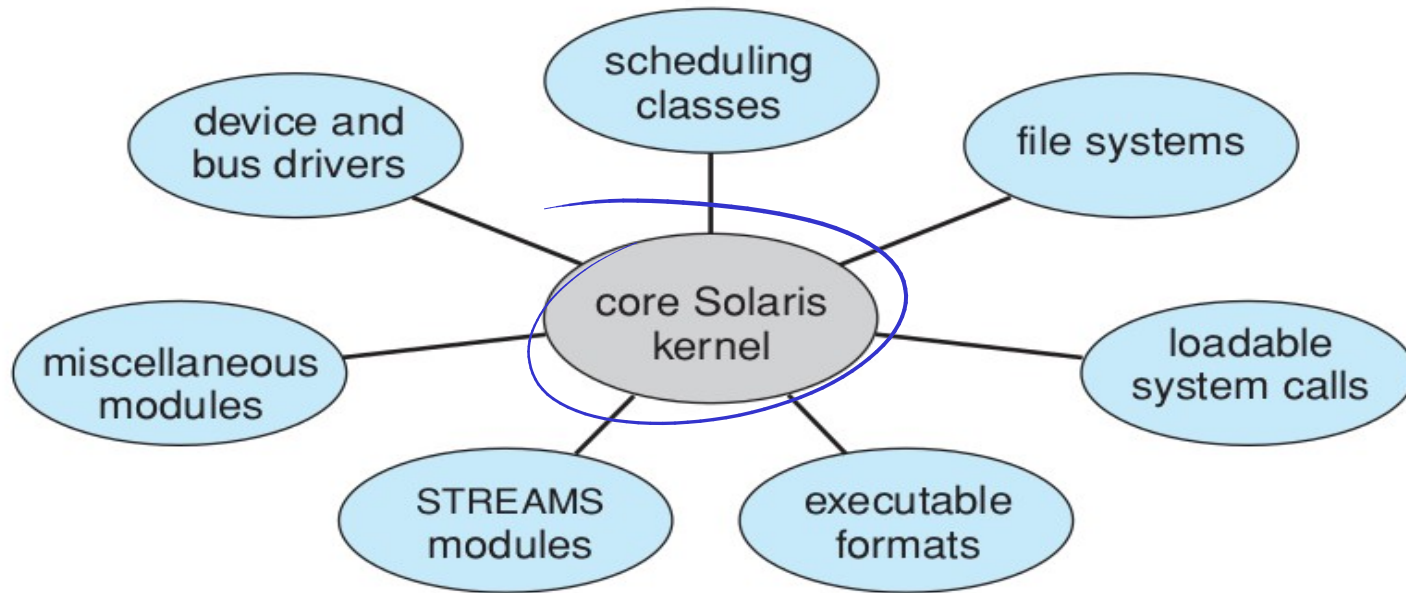 scheduling
classes
device and
bus drivers
file systems
core Solaris
kernel
miscellaneous
modules
loadable
system calls
STREAMS
modules
executable
formats